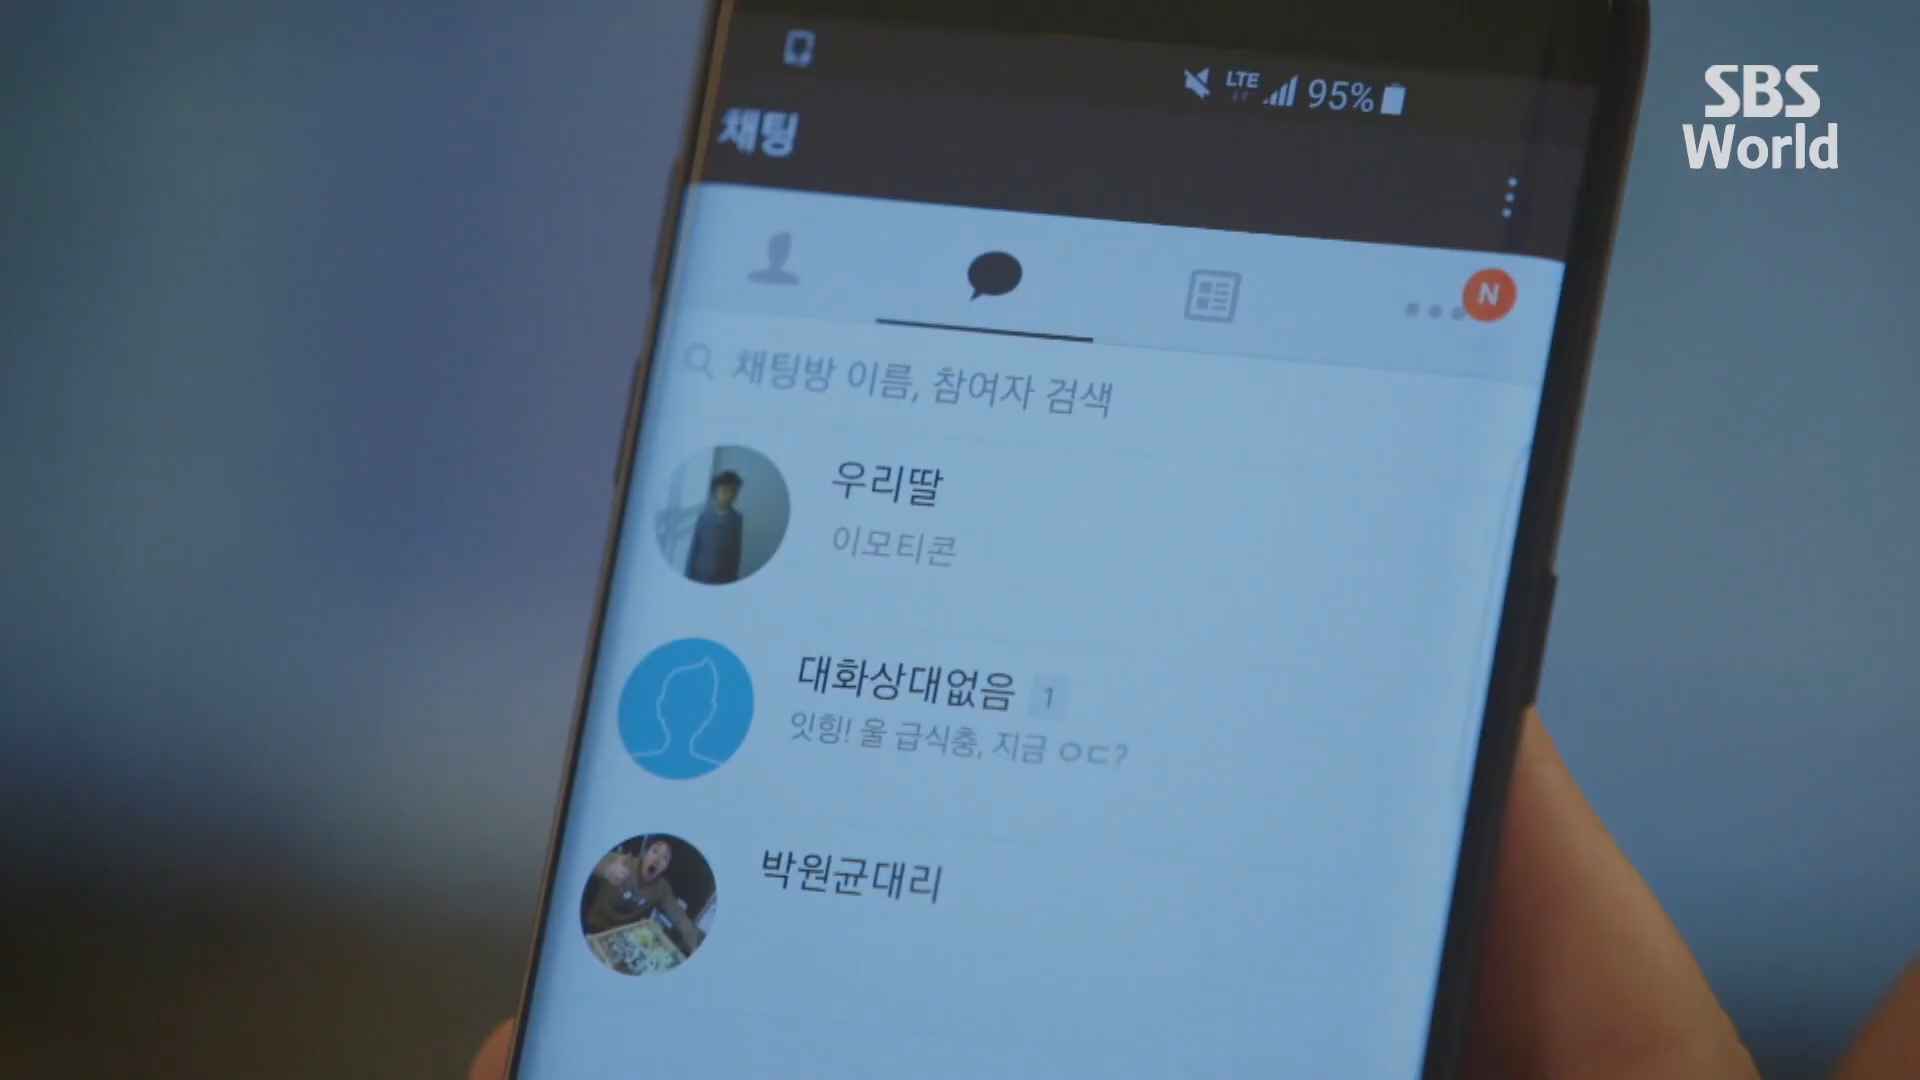 SBS
World
LTE 95%
채팅
N
채팅방 이름, 참여자 검색
우리딸
이모티콘
대화상대없음 1
잇힝! 울 급식충, 지금 ㅇㄷ?
박원균대리